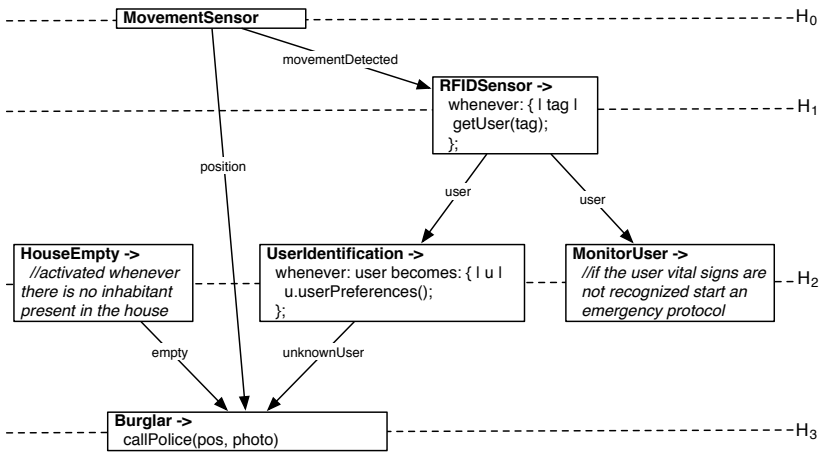 MovementSensor
H0
movementDetected
RFIDSensor ->
whenever: { | tag |
getUser(tag);
};
H1
position
user
user
HouseEmpty ->
//activated whenever
there is no inhabitant
present in the house
UserIdentification ->
whenever: user becomes: { | u |
u.userPreferences();
};
MonitorUser ->
//if the user vital signs are
not recognized start an
emergency protocol
H2
empty
unknownUser
Burglar ->
callPolice(pos, photo)
H3